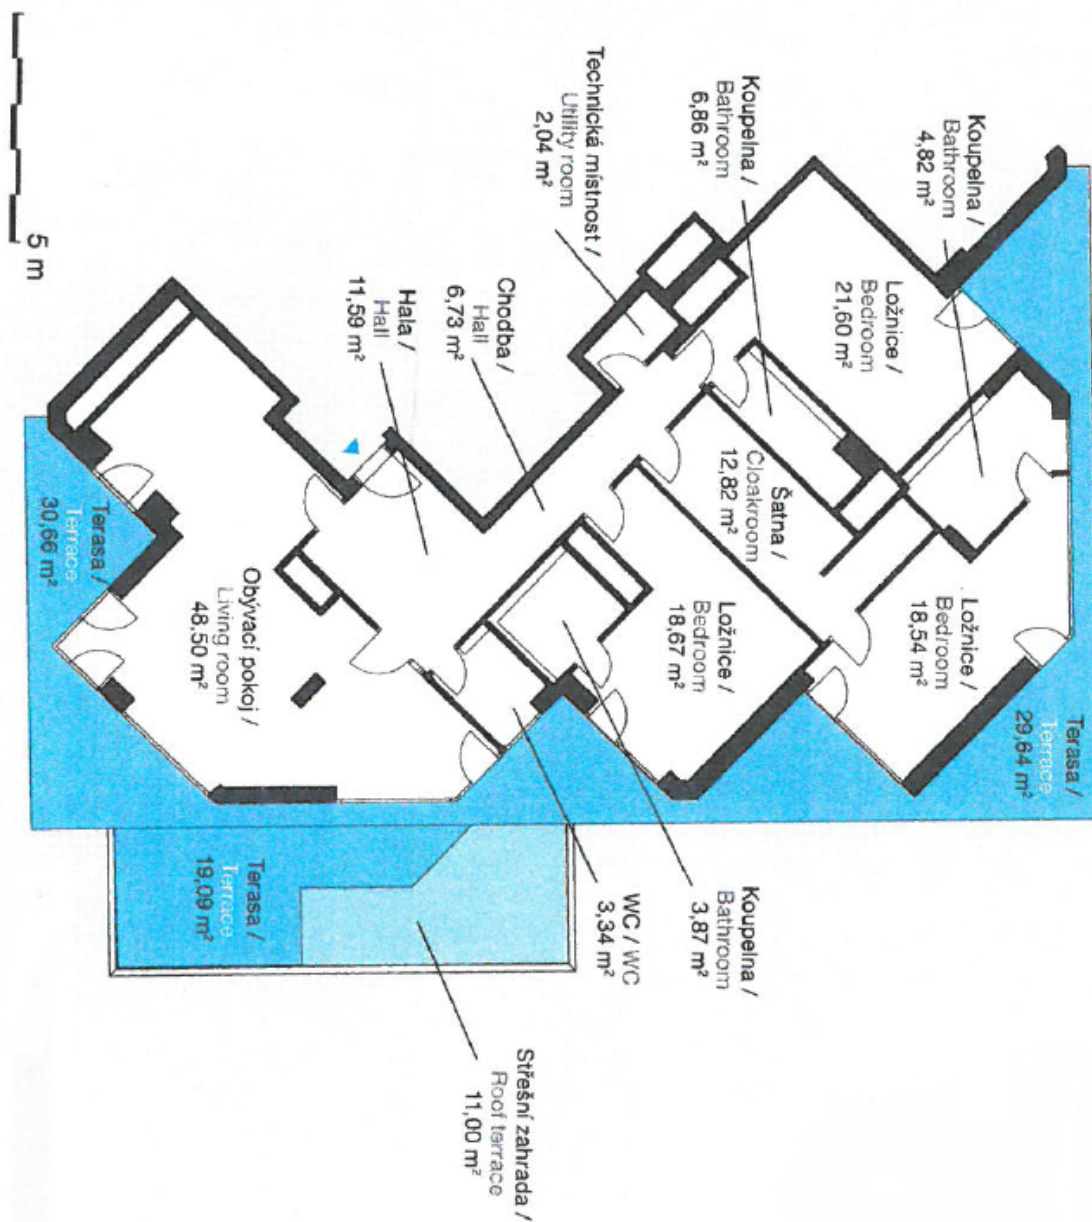 5 m
Technická místnost /
Utility room
2,04 m²
Koupelna /
Bathroom
6,86 m²
Koupelna /
Bathroom
4,82 m²
Ložnice /
Bedroom
21,60 m²
Chodba /
Hall
6,73 m²
Hala /
Hall
11,59 m²
Šatna /
Cloakroom
12,82 m²
Ložnice /
Bedroom
18,54 m²
Ložnice /
Bedroom
18,67 m²
Obývací pokoj /
Living room
48,50 m²
Terasa /
Terrace
30,66 m²
Terasa /
Terrace
29,64 m²
Terasa /
Terrace
19,09 m²
WC / WC
3,34 m²
Koupelna /
Bathroom
3,87 m²
Střešní zahrada /
Roof terrace
11,00 m²